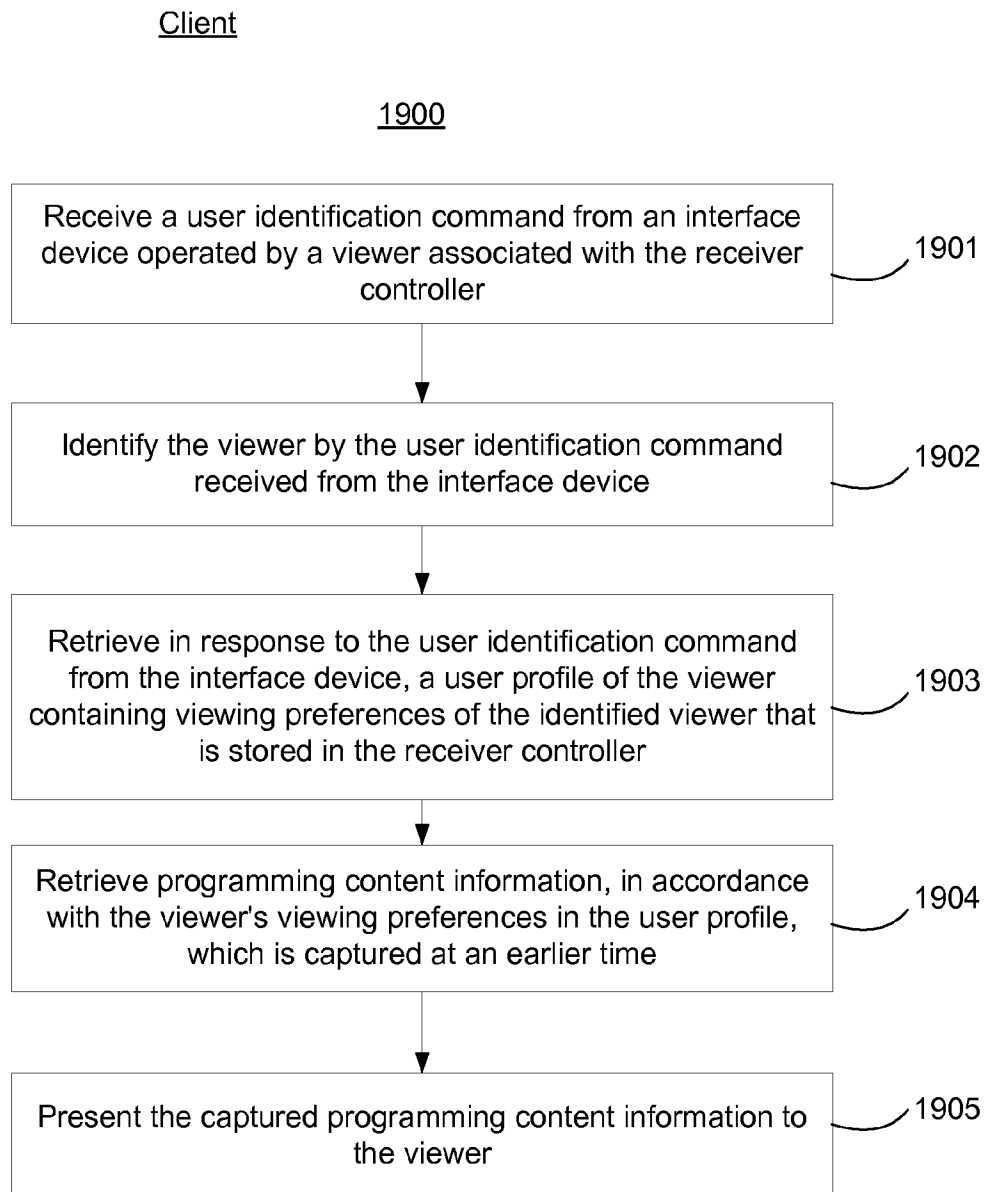 Client
1900
Receive a user identification command from an interface
device operated by a viewer associated with the receiver
controller
1901
Identify the viewer by the user identification command
received from the interface device
1902
Retrieve in response to the user identification command
from the interface device, a user profile of the viewer
containing viewing preferences of the identified viewer that
is stored in the receiver controller
1903
Retrieve programming content information, in accordance
with the viewer's viewing preferences in the user profile,
which is captured at an earlier time
1904
Present the captured programming content information to
the viewer
1905